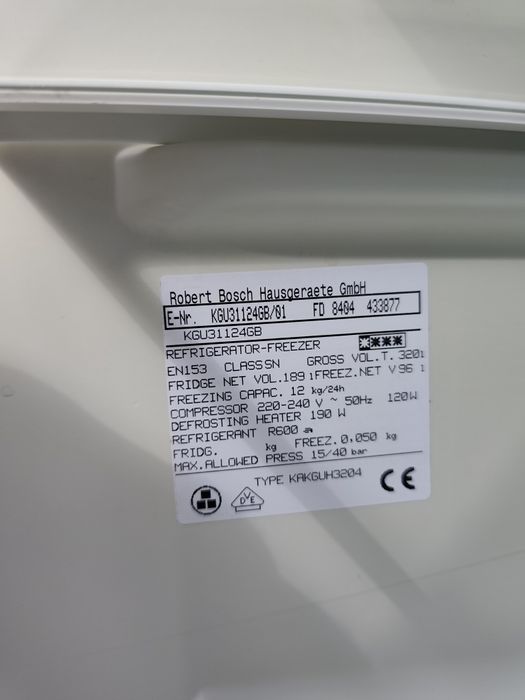 Robert Bosch Hausgeraete GmbH
E-Nr. KGU31124GB/01 FD 8404 433877
KGU31124GB
REFRIGERATOR-FREEZER
EN153 CLASS SN GROSS VOL.T. 320l
FRIDGE NET VOL.189 l FREEZ.NET V 96 l
FREEZING CAPAC. 12 kg/24h
COMPRESSOR 220-240 V ~ 50Hz 120W
DEFROSTING HEATER 190 W
REFRIGERANT R600 a
FRIDG. kg FREEZ. 0,050 kg
MAX.ALLOWED PRESS 15/40 bar
TYPE KAKGUH3204
DVE CE